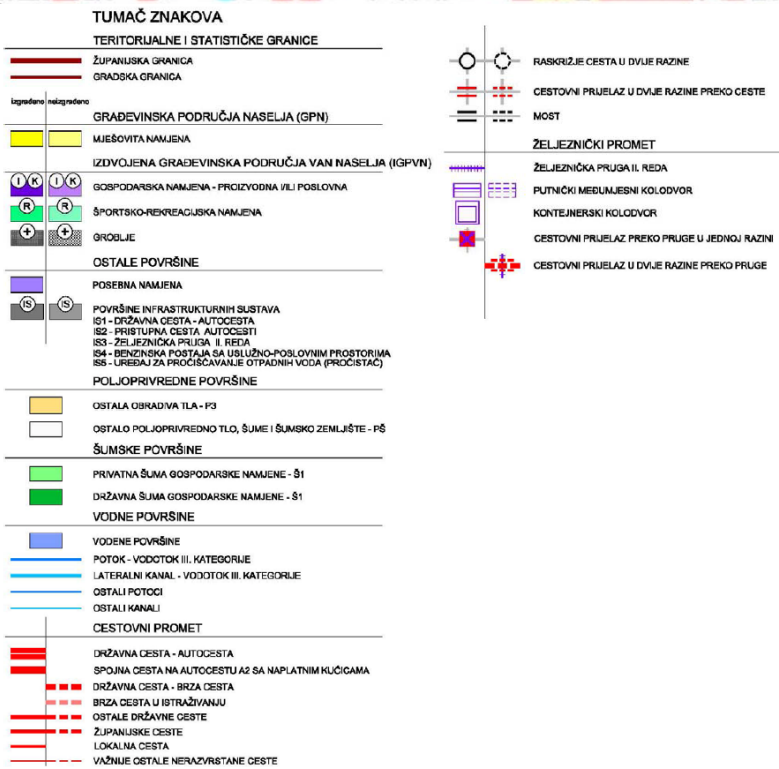 TUMAČ ZNAKOVA
TERITORIJALNE I STATISTIČKE GRANICE
ŽUPANIJSKA GRANICA
GRADSKA GRANICA
izgrađeno neizgrađeno
GRAĐEVINSKA PODRUČJA NASELJA (GPN)
MJEŠOVITA NAMJENA
IZDVOJENA GRAĐEVINSKA PODRUČJA VAN NASELJA (IGPVN)
I K I K
GOSPODARSKA NAMJENA - PROIZVODNA I/ILI POSLOVNA
R R
ŠPORTSKO-REKREACIJSKA NAMJENA
GROBLJE
OSTALE POVRŠINE
POSEBNA NAMJENA
IS IS
POVRŠINE INFRASTRUKTURNIH SUSTAVA
IS1 - DRŽAVNA CESTA - AUTOCESTA
IS2 - PRISTUPNA CESTA AUTOCESTI
IS3 - ŽELJEZNIČKA PRUGA II. REDA
IS4 - BENZINSKA POSTAJA SA USLUŽNO-POSLOVNIM PROSTORIMA
IS5 - UREĐAJ ZA PROČIŠĆAVANJE OTPADNIH VODA (PROČISTAČ)
POLJOPRIVREDNE POVRŠINE
OSTALA OBRADIVA TLA - P3
OSTALO POLJOPRIVREDNO TLO, ŠUME I ŠUMSKO ZEMLJIŠTE - PŠ
ŠUMSKE POVRŠINE
PRIVATNA ŠUMA GOSPODARSKE NAMJENE - Š1
DRŽAVNA ŠUMA GOSPODARSKE NAMJENE - Š1
VODNE POVRŠINE
VODENE POVRŠINE
POTOK - VODOTOK III. KATEGORIJE
LATERALNI KANAL - VODOTOK III. KATEGORIJE
OSTALI POTOCI
OSTALI KANALI
CESTOVNI PROMET
DRŽAVNA CESTA - AUTOCESTA
SPOJNA CESTA NA AUTOCESTU A2 SA NAPLATNIM KUĆICAMA
DRŽAVNA CESTA - BRZA CESTA
BRZA CESTA U ISTRAŽIVANJU
OSTALE DRŽAVNE CESTE
ŽUPANIJSKE CESTE
LOKALNA CESTA
VAŽNIJE OSTALE NERAZVRSTANE CESTE
RASKRIŽJE CESTA U DVIJE RAZINE
CESTOVNI PRIJELAZ U DVIJE RAZINE PREKO CESTE
MOST
ŽELJEZNIČKI PROMET
ŽELJEZNIČKA PRUGA II. REDA
PUTNIČKI MEĐUMJESNI KOLODVOR
KONTEJNERSKI KOLODVOR
CESTOVNI PRIJELAZ PREKO PRUGE U JEDNOJ RAZINI
CESTOVNI PRIJELAZ U DVIJE RAZINE PREKO PRUGE